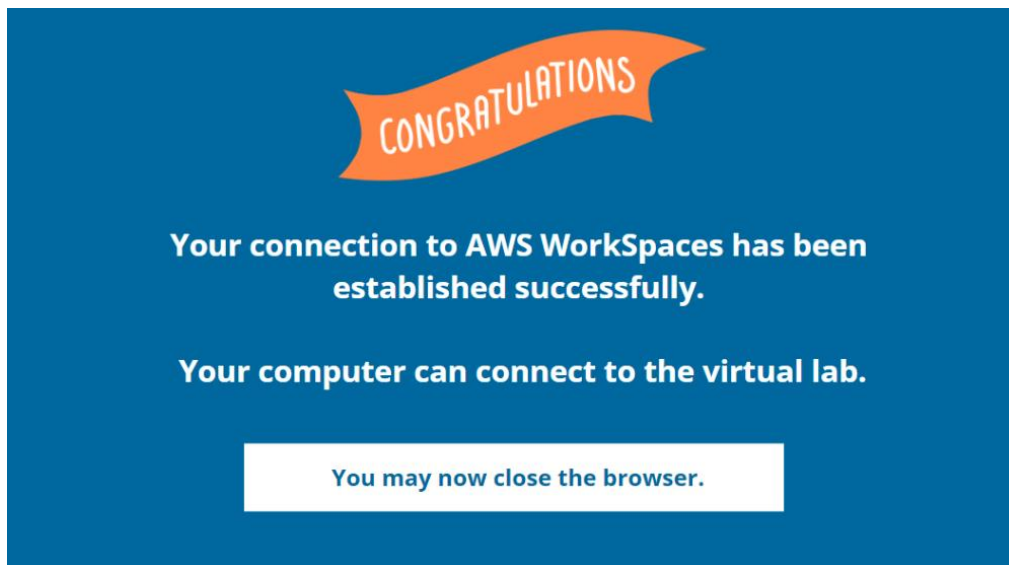 CONGRATULATIONS
Your connection to AWS WorkSpaces has been
established successfully.
Your computer can connect to the virtual lab.
You may now close the browser.